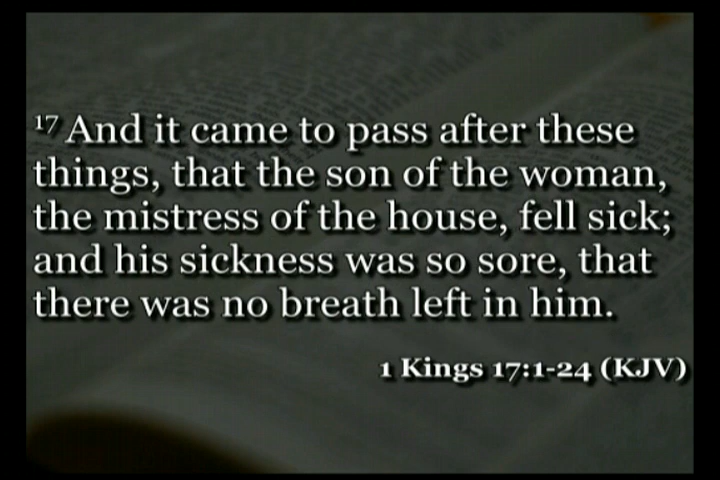 17 And it came to pass after these
things, that the son of the woman,
the mistress of the house, fell sick;
and his sickness was so sore, that
there was no breath left in him.
1 Kings 17:1-24 (KJV)